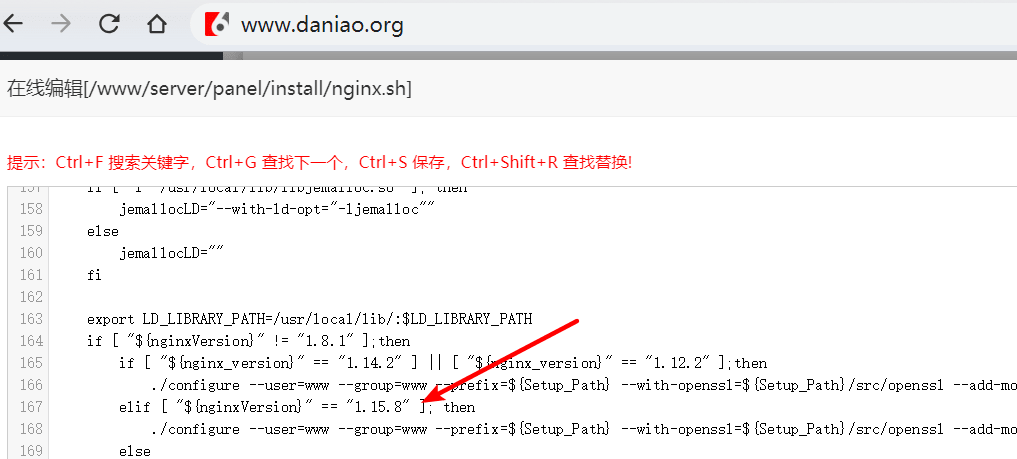 www.daniao.org
在线编辑[/www/server/panel/install/nginx.sh]
提示：Ctrl+F 搜索关键字，Ctrl+G 查找下一个，Ctrl+S 保存，Ctrl+Shift+R 查找替换!
157 if [ "/usr/local/lib/libjemalloc.so" ]; then
158 jemallocLD="--with-ld-opt="-ljemalloc""
159 else
160 jemallocLD=""
161 fi
162
163 export LD_LIBRARY_PATH=/usr/local/lib/:$LD_LIBRARY_PATH
164 if [ "${nginxVersion}" != "1.8.1" ];then
165 if [ "${nginx_version}" == "1.14.2" ] || [ "${nginx_version}" == "1.12.2" ];then
166 ./configure --user=www --group=www --prefix=${Setup_Path} --with-openssl=${Setup_Path}/src/openssl --add-mo
167 elif [ "${nginxVersion}" == "1.15.8" ]; then
168 ./configure --user=www --group=www --prefix=${Setup_Path} --with-openssl=${Setup_Path}/src/openssl --add-mo
169 else